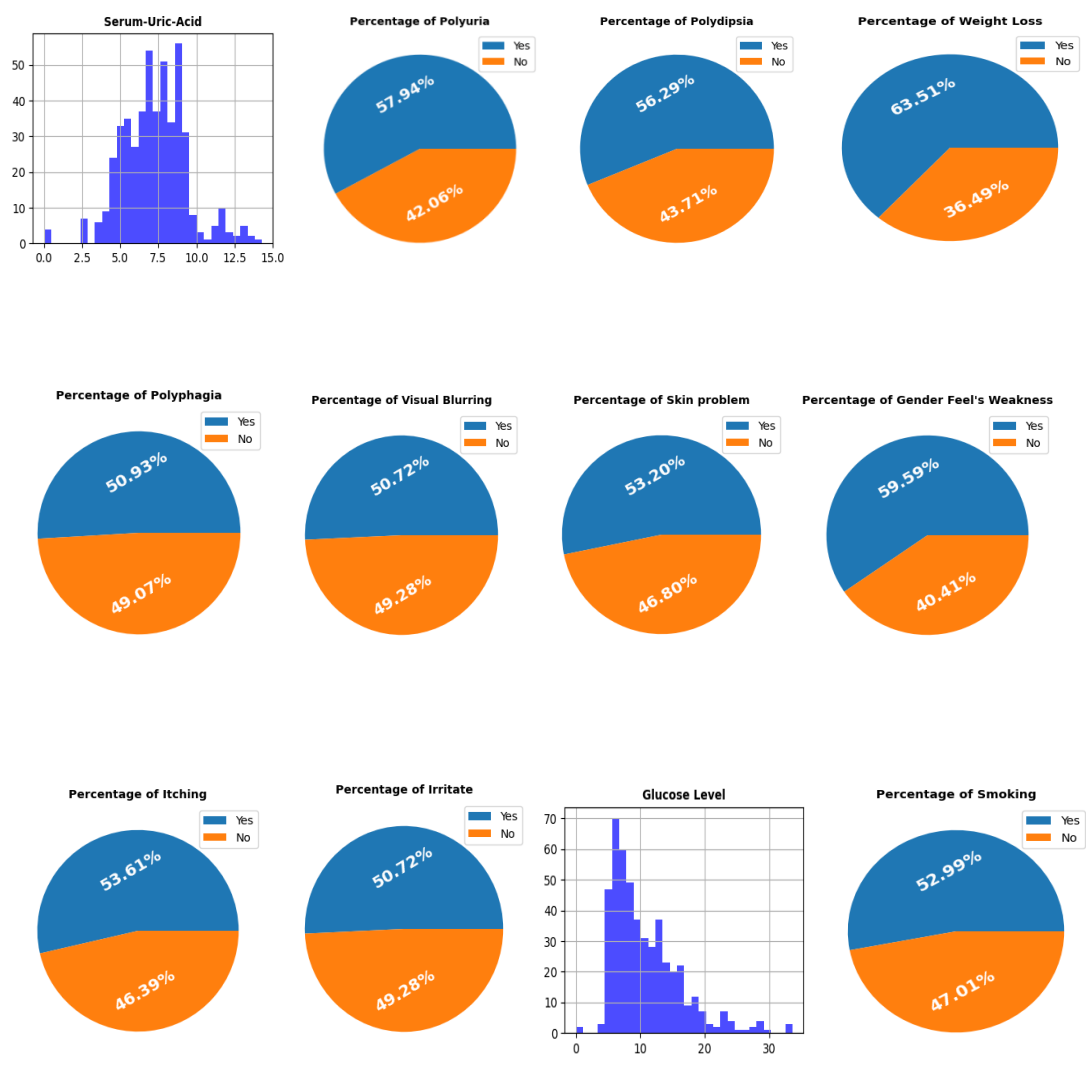 Serum-Uric-Acid
50
40
30
20
10
0
0.0 2.5 5.0 7.5 10.0 12.5 15.0
Percentage of Polyuria
Yes
No
57.94%
42.06%
Percentage of Polydipsia
Yes
No
56.29%
43.71%
Percentage of Weight Loss
Yes
No
63.51%
36.49%
Percentage of Polyphagia
Yes
No
50.93%
49.07%
Percentage of Visual Blurring
Yes
No
50.72%
49.28%
Percentage of Skin problem
Yes
No
53.20%
46.80%
Percentage of Gender Feel's Weakness
Yes
No
59.59%
40.41%
Percentage of Itching
Yes
No
53.61%
46.39%
Percentage of Irritate
Yes
No
50.72%
49.28%
Glucose Level
70
60
50
40
30
20
10
0
0 10 20 30
Percentage of Smoking
Yes
No
52.99%
47.01%